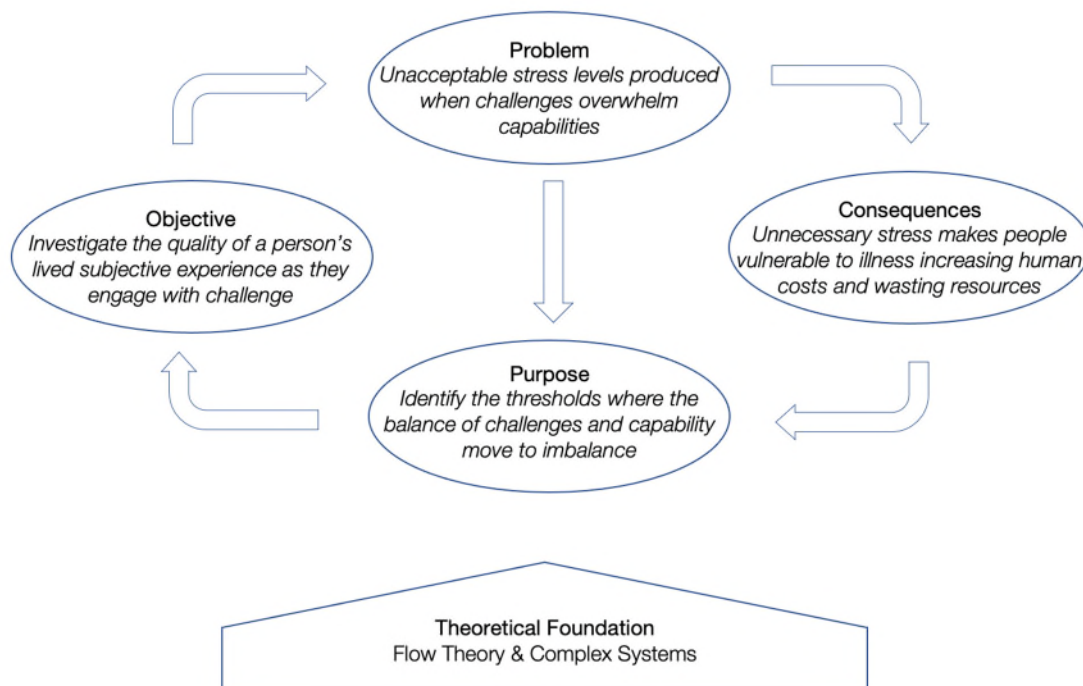 Problem
Unacceptable stress levels produced
when challenges overwhelm
capabilities
Objective
Investigate the quality of a person’s
lived subjective experience as they
engage with challenge
Consequences
Unnecessary stress makes people
vulnerable to illness increasing human
costs and wasting resources
Purpose
Identify the thresholds where the
balance of challenges and capability
move to imbalance
Theoretical Foundation
Flow Theory & Complex Systems